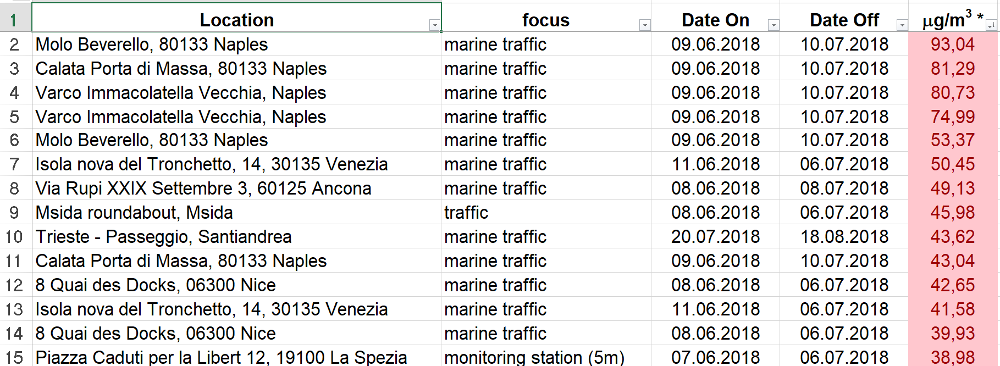 1 Location focus Date On Date Off µg/m³ *
2 Molo Beverello, 80133 Naples marine traffic 09.06.2018 10.07.2018 93,04
3 Calata Porta di Massa, 80133 Naples marine traffic 09.06.2018 10.07.2018 81,29
4 Varco Immacolatella Vecchia, Naples marine traffic 09.06.2018 10.07.2018 80,73
5 Varco Immacolatella Vecchia, Naples marine traffic 09.06.2018 10.07.2018 74,99
6 Molo Beverello, 80133 Naples marine traffic 09.06.2018 10.07.2018 53,37
7 Isola nova del Tronchetto, 14, 30135 Venezia marine traffic 11.06.2018 06.07.2018 50,45
8 Via Rupi XXIX Settembre 3, 60125 Ancona marine traffic 08.06.2018 08.07.2018 49,13
9 Msida roundabout, Msida traffic 08.06.2018 06.07.2018 45,98
10 Trieste - Passeggio, Santiandrea marine traffic 20.07.2018 18.08.2018 43,62
11 Calata Porta di Massa, 80133 Naples marine traffic 09.06.2018 10.07.2018 43,04
12 8 Quai des Docks, 06300 Nice marine traffic 08.06.2018 06.07.2018 42,65
13 Isola nova del Tronchetto, 14, 30135 Venezia marine traffic 11.06.2018 06.07.2018 41,58
14 8 Quai des Docks, 06300 Nice marine traffic 08.06.2018 06.07.2018 39,93
15 Piazza Caduti per la Libert 12, 19100 La Spezia monitoring station (5m) 07.06.2018 06.07.2018 38,98